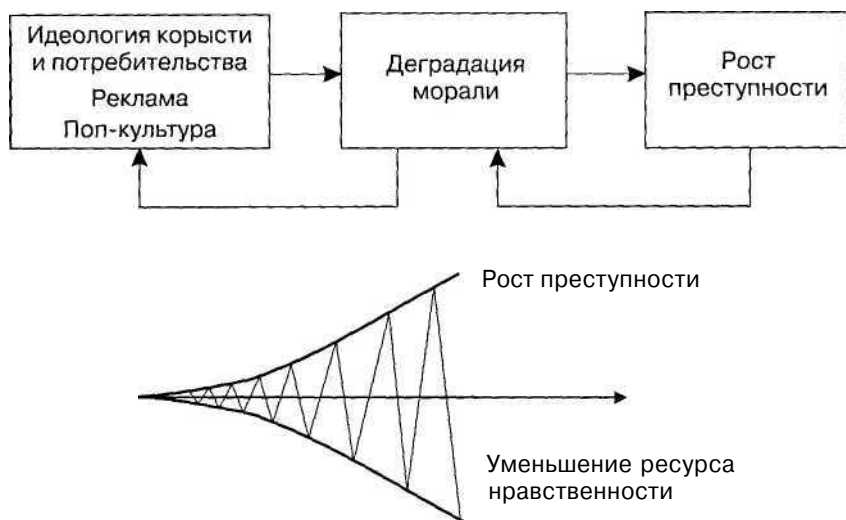 Идеология корысти
и потребительства
Реклама
Поп-культура
Деградация
морали
Рост
преступности
Рост преступности
Уменьшение ресурса
нравственности